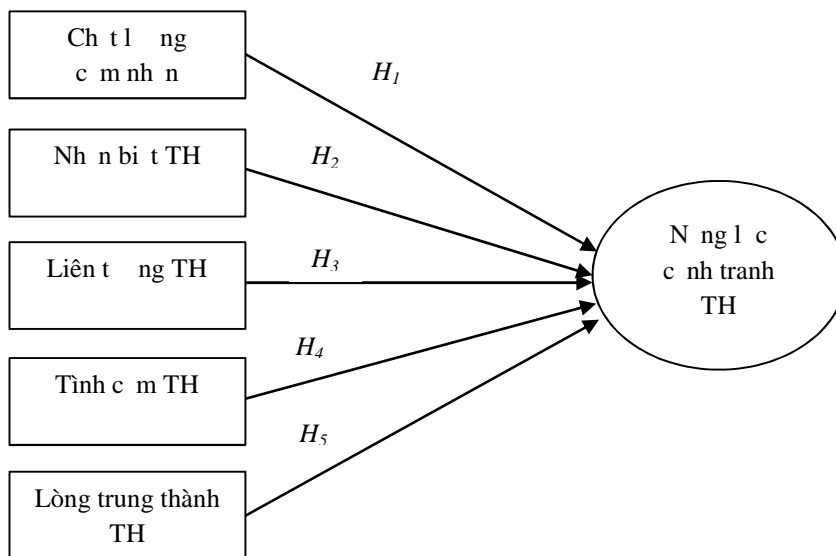 Ch t l ng
c m nh n
H1
Nh n bi t TH
H2
Liên t ng TH
H3
Tình c m TH
H4
Lòng trung thành
TH
H5
N ng l c
c nh tranh
TH